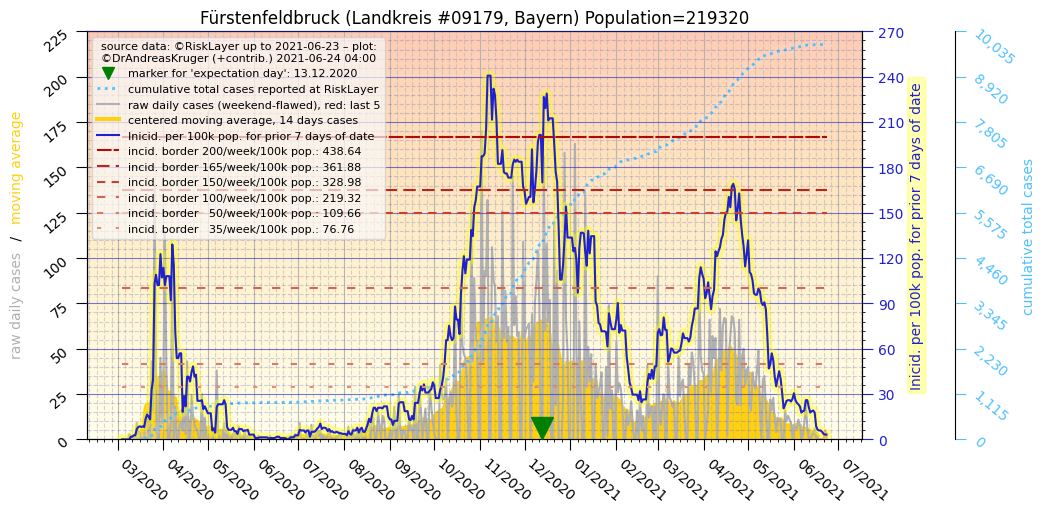 Fürstenfeldbruck (Landkreis #09179, Bayern) Population=219320
source data: ©RiskLayer up to 2021-06-23 – plot:
©DrAndreasKruger (+contrib.) 2021-06-24 04:00
marker for 'expectation day': 13.12.2020
cumulative total cases reported at RiskLayer
raw daily cases (weekend-flawed), red: last 5
centered moving average, 14 days cases
Inicid. per 100k pop. for prior 7 days of date
incid. border 200/week/100k pop.: 438.64
incid. border 165/week/100k pop.: 361.88
incid. border 150/week/100k pop.: 328.98
incid. border 100/week/100k pop.: 219.32
incid. border 50/week/100k pop.: 109.66
incid. border 35/week/100k pop.: 76.76
raw daily cases / moving average
225
200
175
150
125
100
75
50
25
0
03/2020
04/2020
05/2020
06/2020
07/2020
08/2020
09/2020
10/2020
11/2020
12/2020
01/2021
02/2021
03/2021
04/2021
05/2021
06/2021
07/2021
270
240
210
180
150
120
90
60
30
0
Inicid. per 100k pop. for prior 7 days of date
10,035
8,920
7,805
6,690
5,575
4,460
3,345
2,230
1,115
0
cumulative total cases